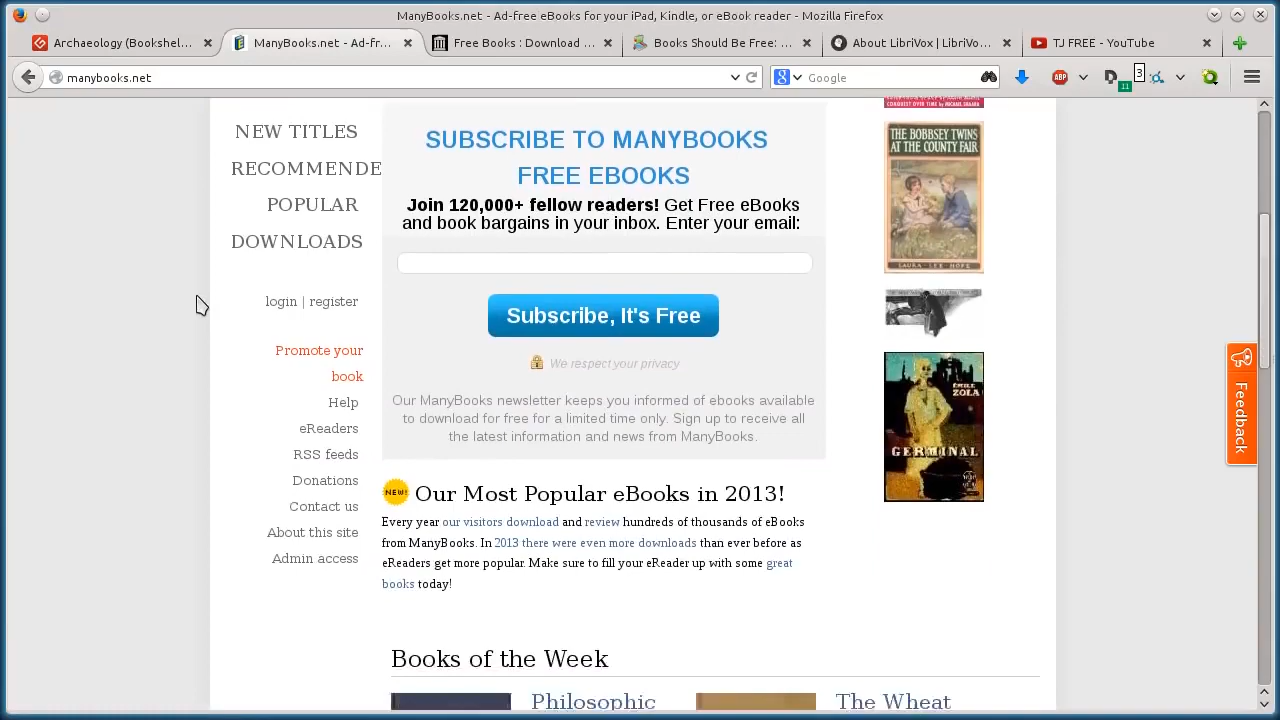 ManyBooks.net - Ad-free eBooks for your iPad, Kindle, or eBook reader - Mozilla Firefox
Archaeology (Bookshel...
ManyBooks.net - Ad-fr...
Free Books : Download ...
Books Should Be Free: ...
About LibriVox | LibriVo...
TJ FREE - YouTube
manybooks.net
Google
ABP
11
3
NEW TITLES
RECOMMENDE
POPULAR
DOWNLOADS
login | register
Promote your
book
Help
eReaders
RSS feeds
Donations
Contact us
About this site
Admin access
SUBSCRIBE TO MANYBOOKS
FREE EBOOKS
Join 120,000+ fellow readers! Get Free eBooks
and book bargains in your inbox. Enter your email:
Subscribe, It's Free
We respect your privacy
Our ManyBooks newsletter keeps you informed of ebooks available
to download for free for a limited time only. Sign up to receive all
the latest information and news from ManyBooks.
NEW!
Our Most Popular eBooks in 2013!
Every year our visitors download and review hundreds of thousands of eBooks
from ManyBooks. In 2013 there were even more downloads than ever before as
eReaders get more popular. Make sure to fill your eReader up with some great
books today!
Books of the Week
Philosophic
The Wheat
THE BOBBSEY TWINS
AT THE COUNTY FAIR
LAURA LEE HOPE
EMILE
ZOLA
GERMINAL
Feedback